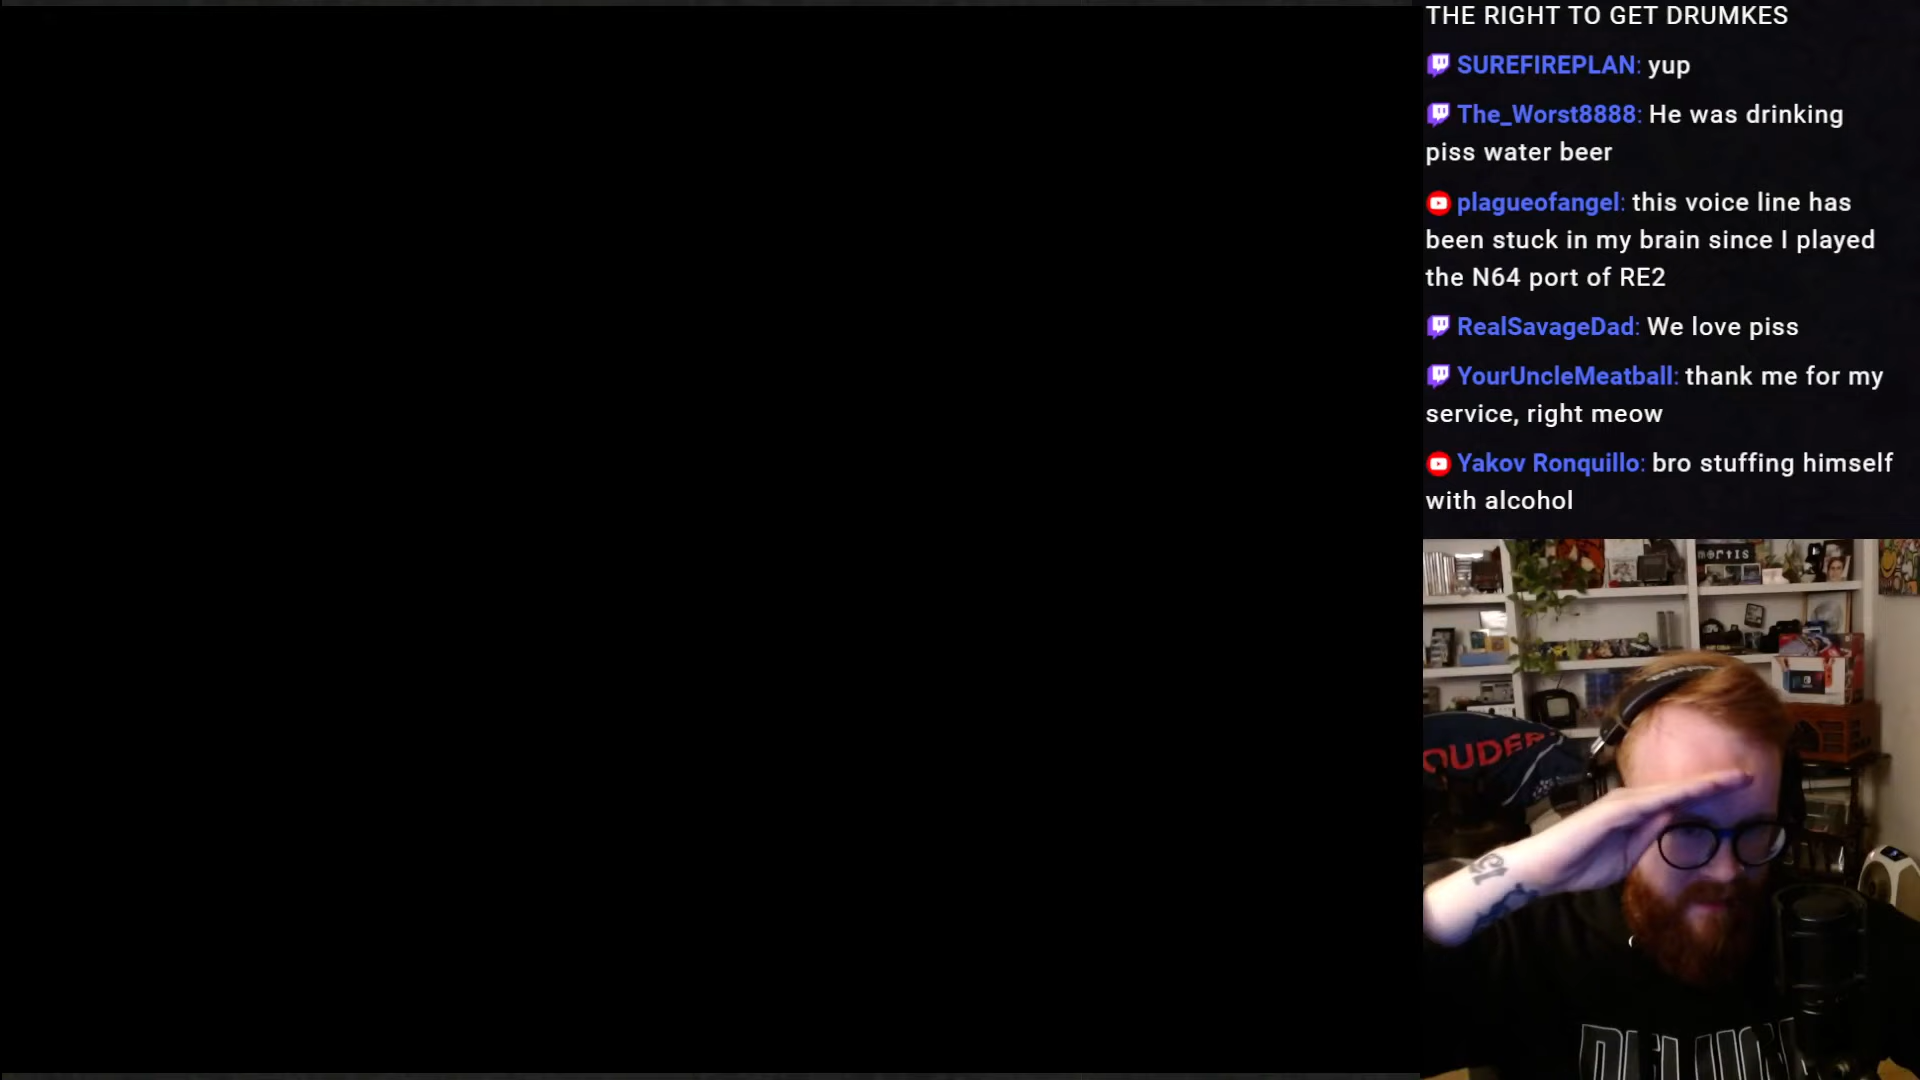 THE RIGHT TO GET DRUMKES
SUREFIREPLAN: yup
The_Worst8888: He was drinking
piss water beer
plagueofangel: this voice line has
been stuck in my brain since I played
the N64 port of RE2
RealSavageDad: We love piss
YourUncleMeatball: thank me for my
service, right meow
Yakov Ronquillo: bro stuffing himself
with alcohol
mortis
OUDER